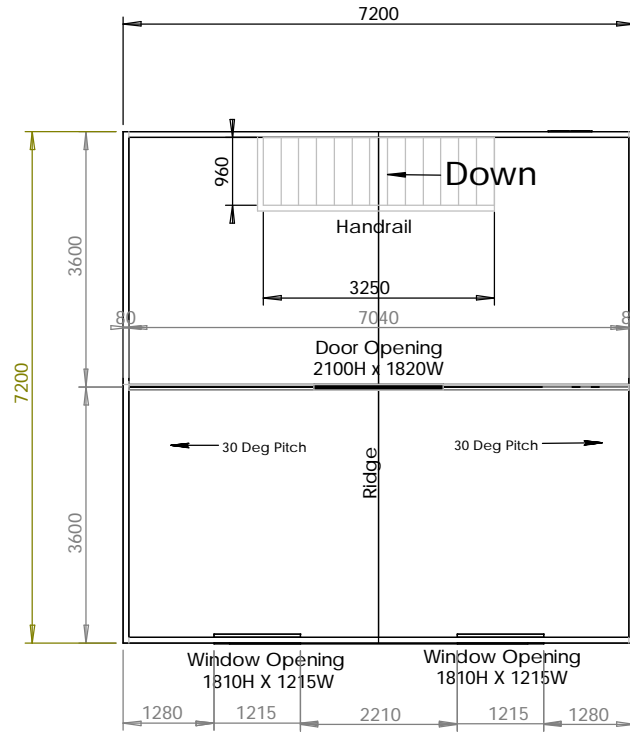 7200
960
Down
Handrail
3600
3250
80
7040
8
Door Opening
2100H x 1820W
7200
30 Deg Pitch
30 Deg Pitch
Ridge
3600
Window Opening
1810H X 1215W
Window Opening
1810H X 1215W
1280
1215
2210
1215
1280